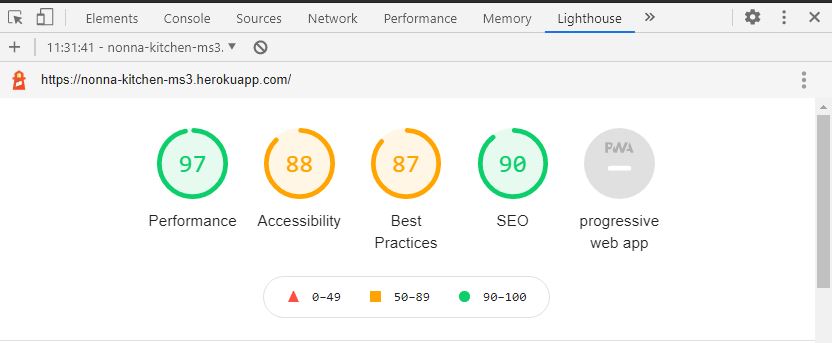 Elements Console Sources Network Performance Memory Lighthouse »
11:31:41 - nonna-kitchen-ms3.
https://nonna-kitchen-ms3.herokuapp.com/
97 88 87 90 PWA
Performance Accessibility Best Practices SEO progressive web app
0–49 50–89 90–100